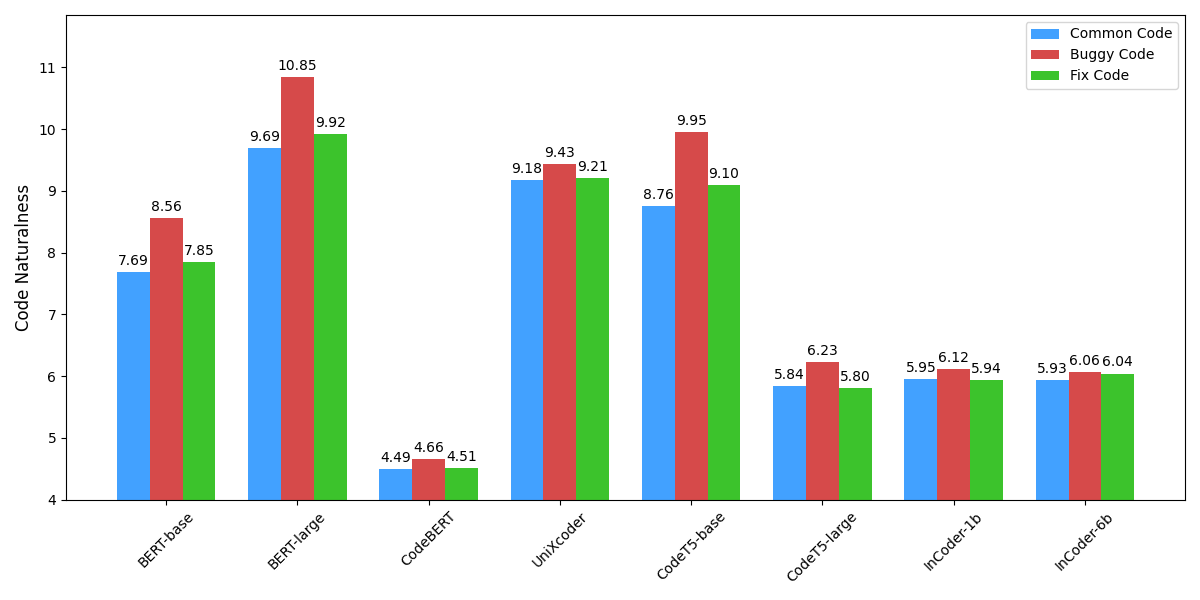 Common Code
Buggy Code
Fix Code
Code Naturalness
11
10
9
8
7
6
5
4
7.69
8.56
7.85
9.69
10.85
9.92
4.49
4.66
4.51
9.18
9.43
9.21
8.76
9.95
9.10
5.84
6.23
5.80
5.95
6.12
5.94
5.93
6.06
6.04
BERT-base
BERT-large
CodeBERT
UniXcoder
CodeT5-base
CodeT5-large
InCoder-1b
InCoder-6b